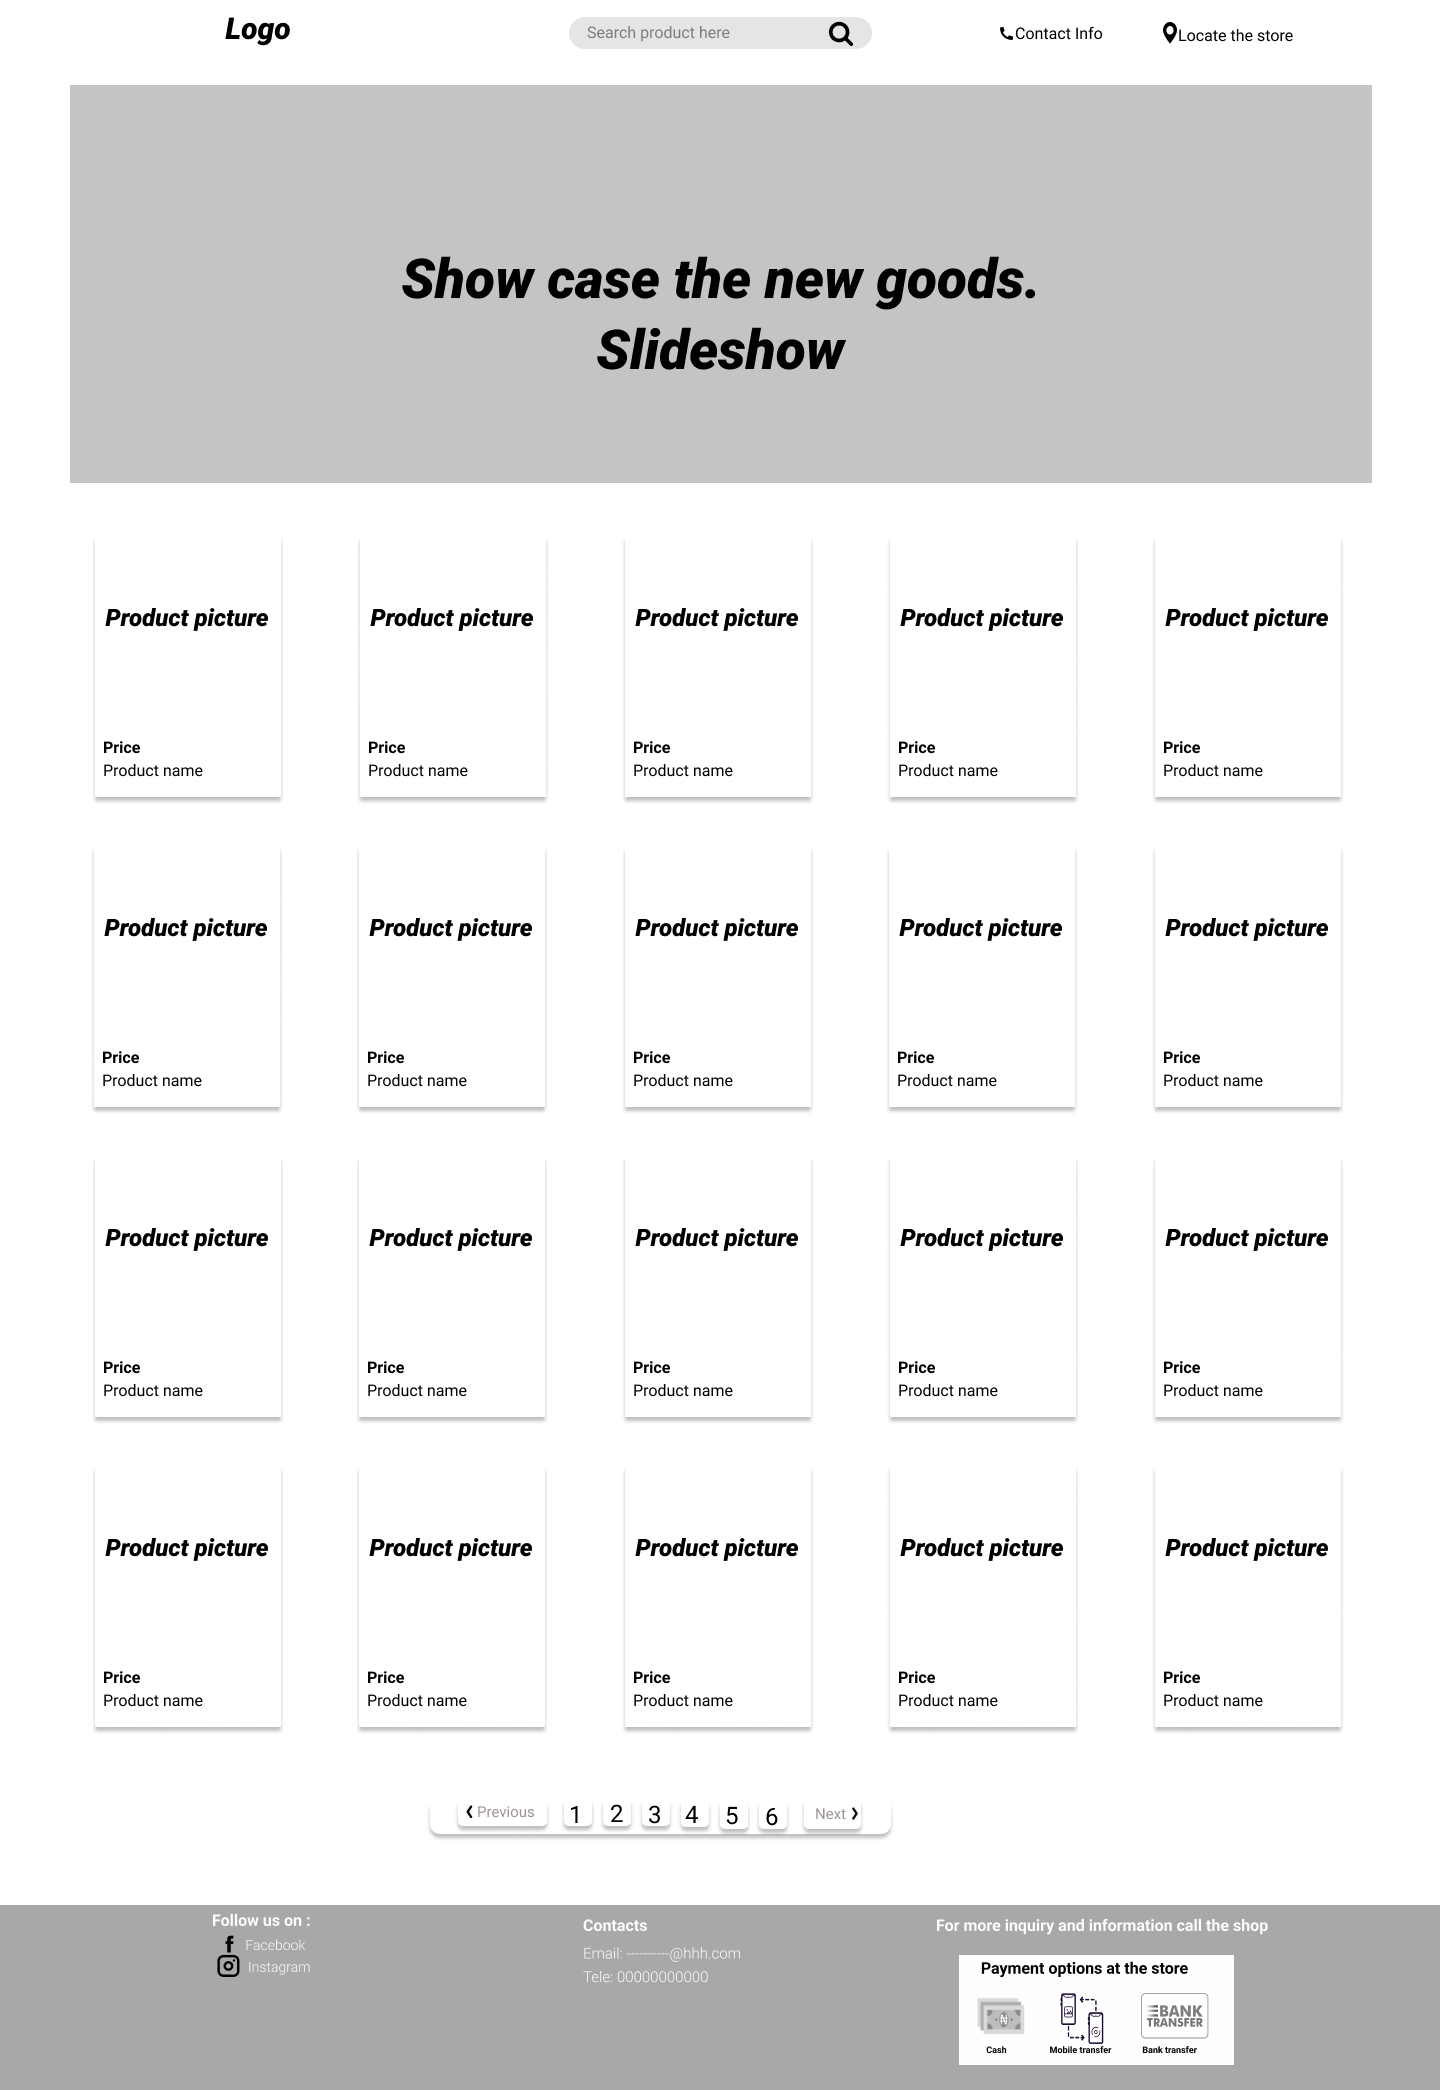 Logo
Search product here
Contact Info
Locate the store
Show case the new goods.
Slideshow
Product picture
Price
Product name
Product picture
Price
Product name
Product picture
Price
Product name
Product picture
Price
Product name
Product picture
Price
Product name
Product picture
Price
Product name
Product picture
Price
Product name
Product picture
Price
Product name
Product picture
Price
Product name
Product picture
Price
Product name
Product picture
Price
Product name
Product picture
Price
Product name
Product picture
Price
Product name
Product picture
Price
Product name
Product picture
Price
Product name
Product picture
Price
Product name
Product picture
Price
Product name
Product picture
Price
Product name
Product picture
Price
Product name
Product picture
Price
Product name
Previous 1 2 3 4 5 6 Next
Follow us on :
Facebook
Instagram
Contacts
Email: ----------@hhh.com
Tele: 00000000000
For more inquiry and information call the shop
Payment options at the store
₦
BANK
TRANSFER
Cash
Mobile transfer
Bank transfer